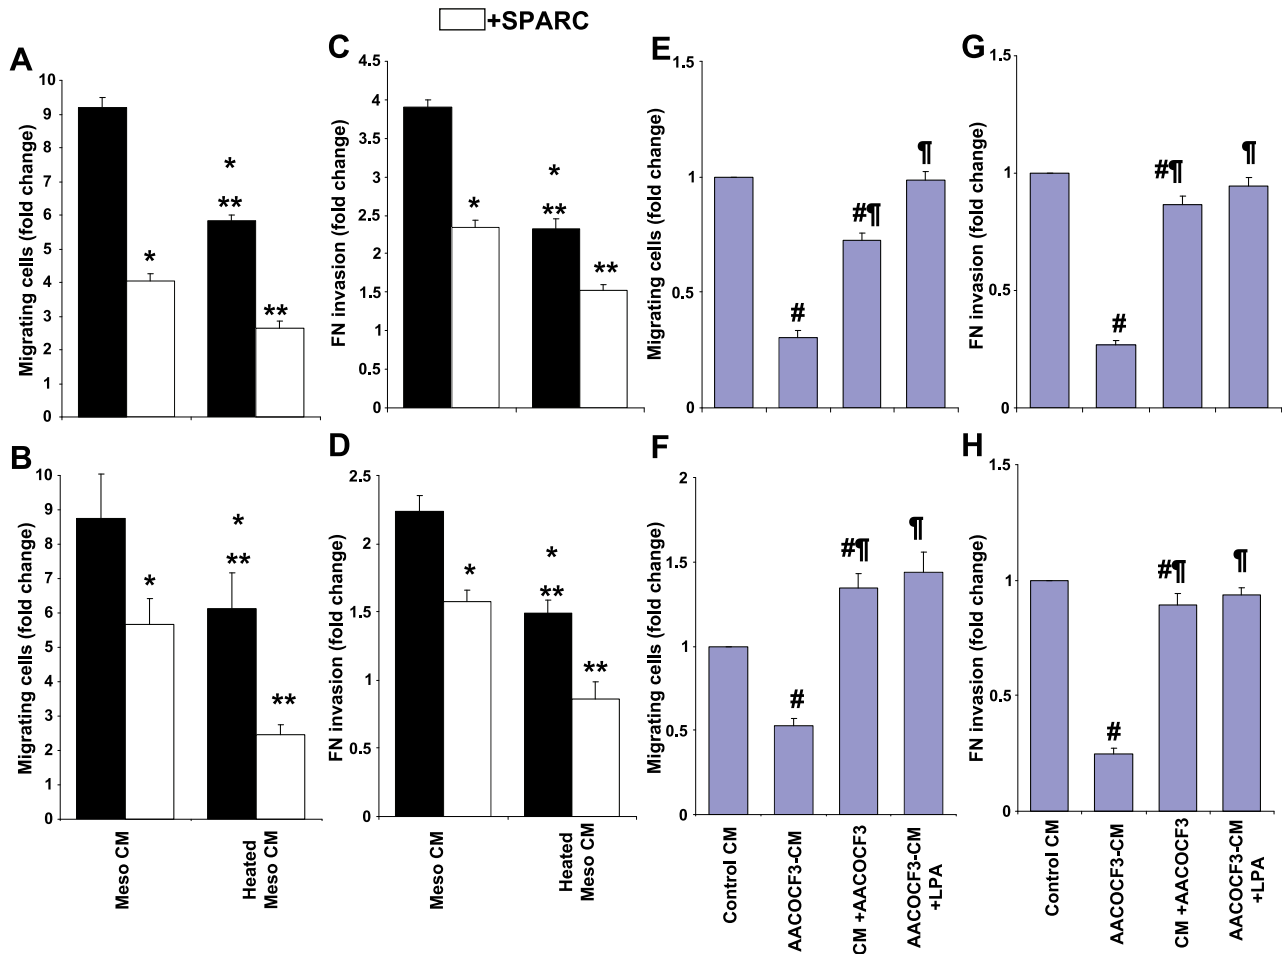 +SPARC
A
Migrating cells (fold change)
10
9
8
7
6
5
4
3
2
1
0
*
*
**
**
C
FN invasion (fold change)
4.5
4
3.5
3
2.5
2
1.5
1
0.5
0
*
*
**
**
E
Migrating cells (fold change)
1.5
1
0.5
0
#
#¶
¶
G
FN invasion (fold change)
1.5
1
0.5
0
#
#¶
¶
B
Migrating cells (fold change)
10
9
8
7
6
5
4
3
2
1
0
*
*
**
**
Meso CM
Heated
Meso CM
D
FN invasion (fold change)
2.5
2
1.5
1
0.5
0
*
*
**
**
Meso CM
Heated
Meso CM
F
Migrating cells (fold change)
2
1.5
1
0.5
0
#
#¶
¶
Control CM
AACOCF3-CM
CM +AACOCF3
AACOCF3-CM
+LPA
H
FN invasion (fold change)
1.5
1
0.5
0
#
#¶
¶
Control CM
AACOCF3-CM
CM +AACOCF3
AACOCF3-CM
+LPA